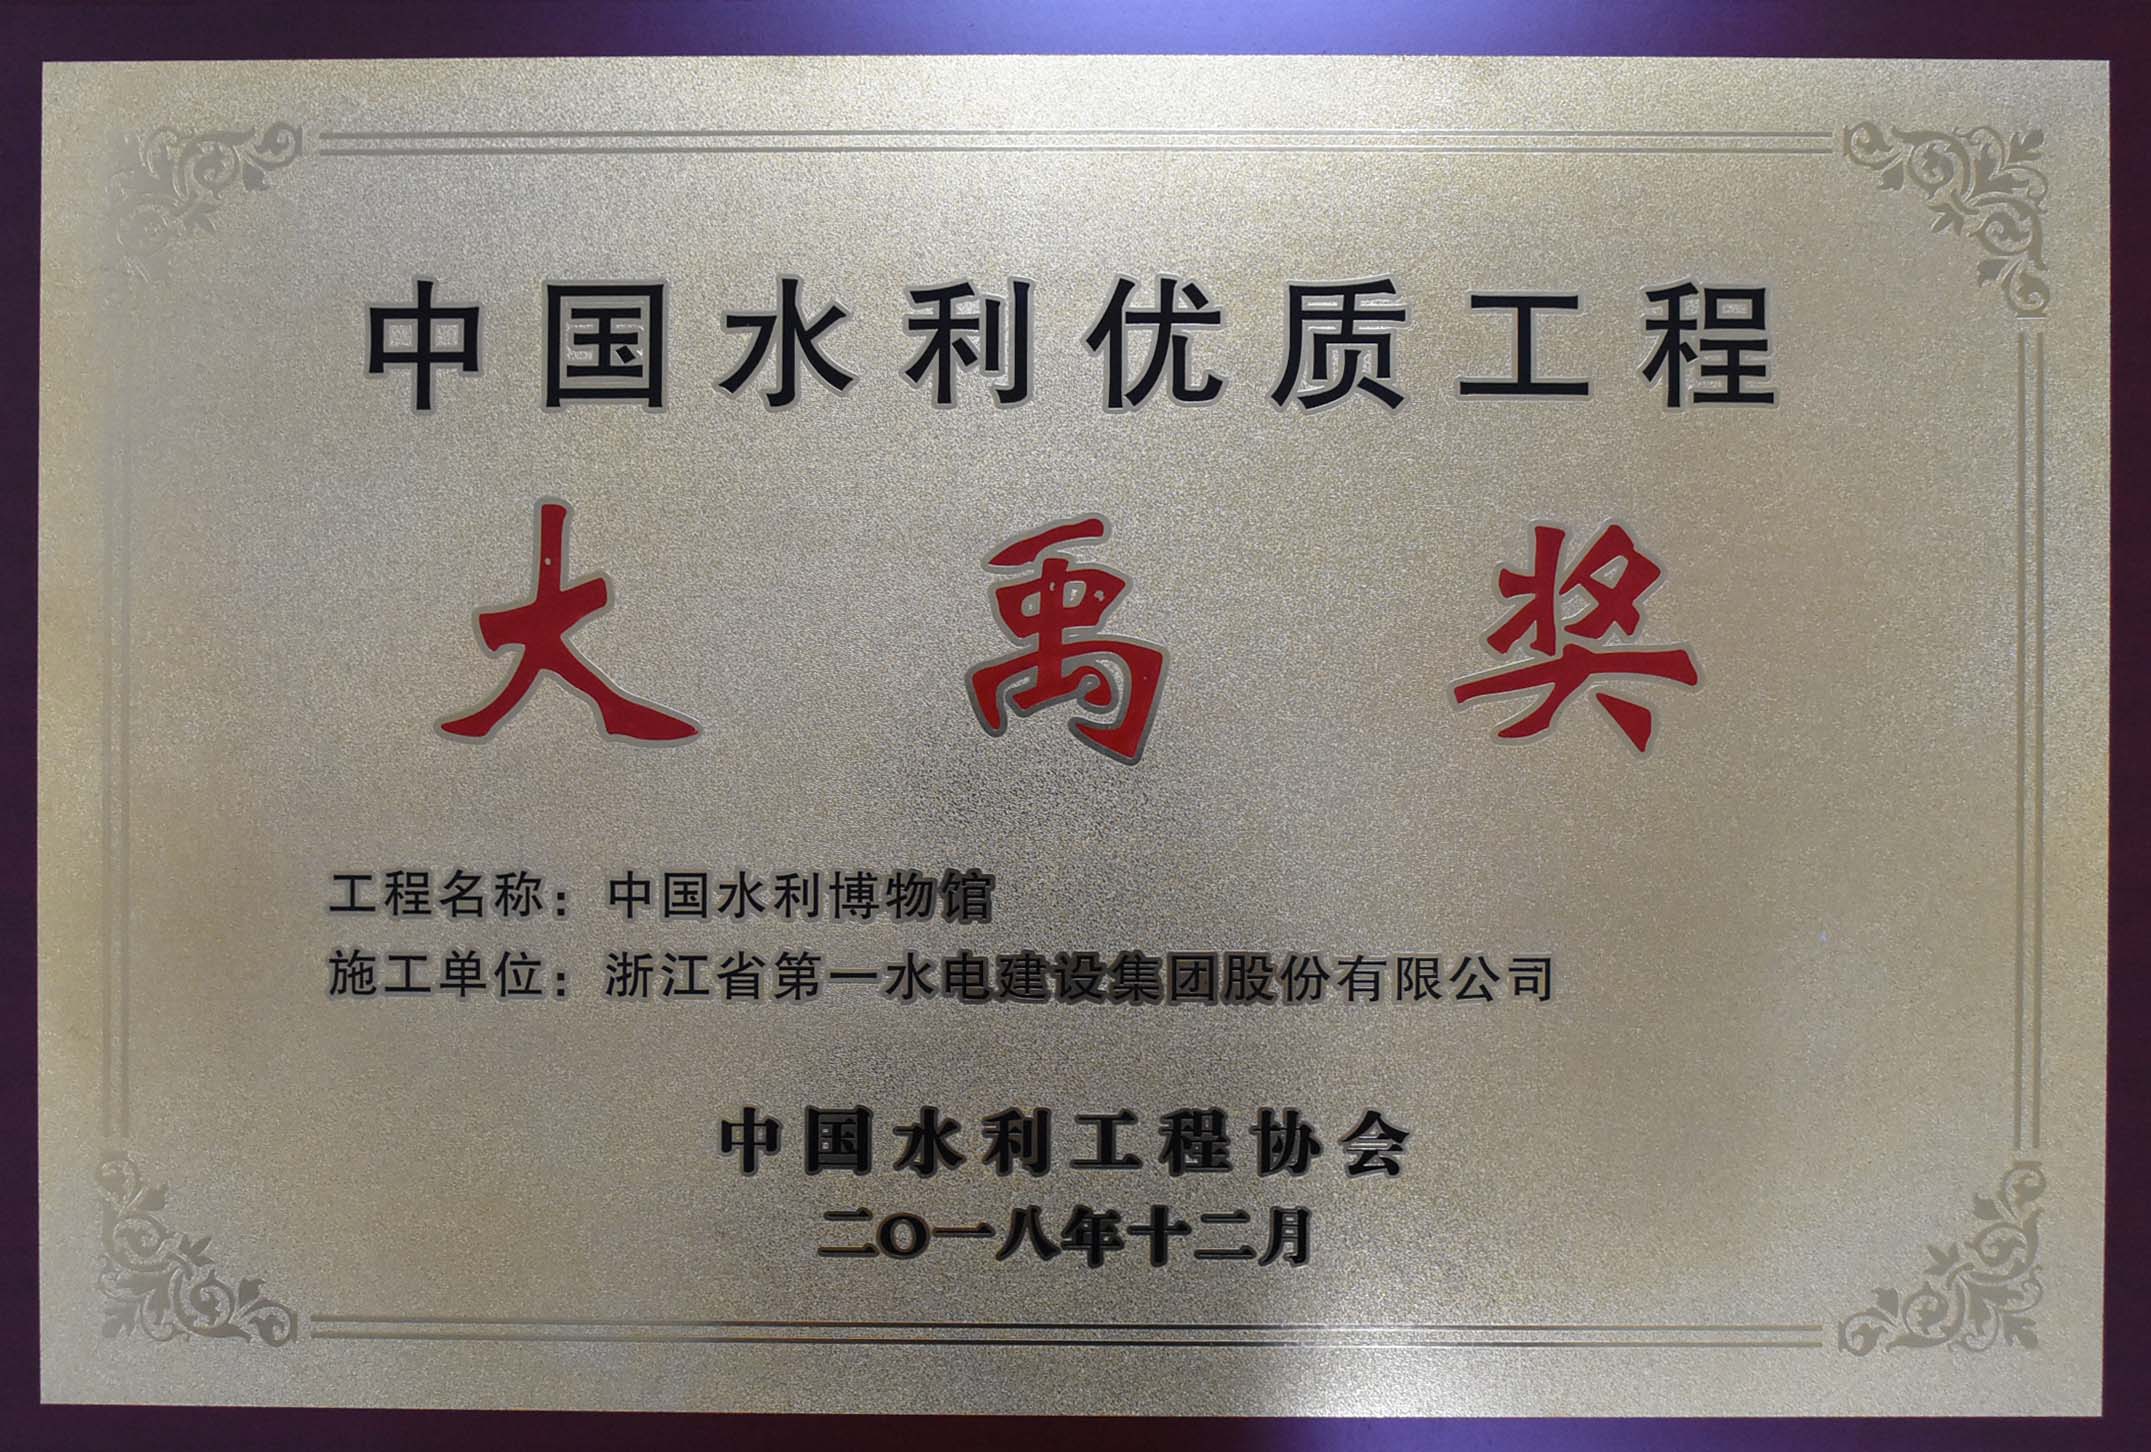 中国水利优质工程
大禹奖
工程名称：中国水利博物馆
施工单位：浙江省第一水电建设集团股份有限公司
中国水利工程协会
二〇一八年十二月